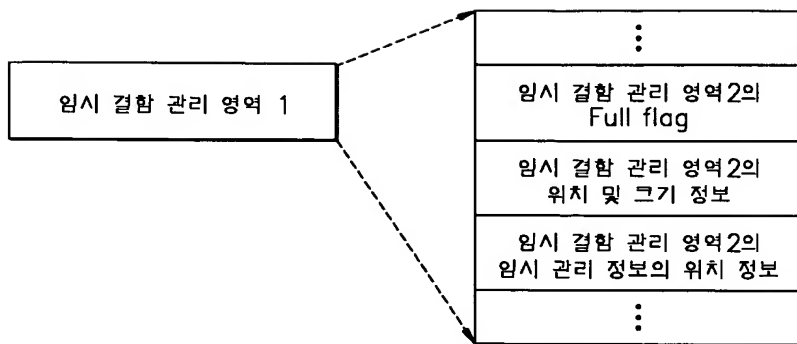 임시 결함 관리 영역 1
임시 결함 관리 영역2의
Full flag
임시 결함 관리 영역2의
위치 및 크기 정보
임시 결함 관리 영역2의
임시 관리 정보의 위치 정보